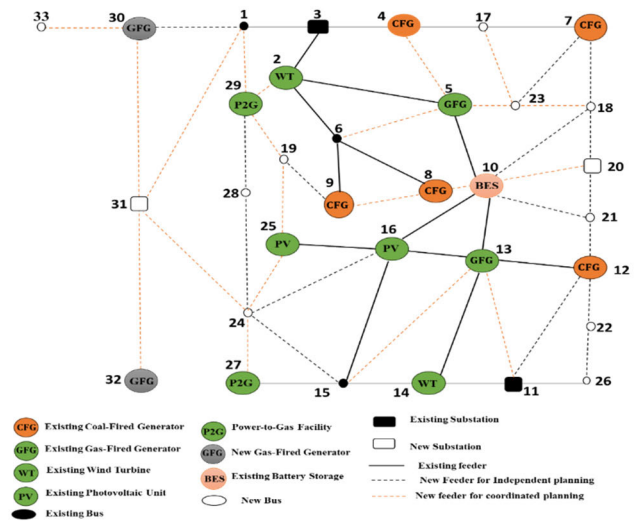 33 30 1 3 4 17 7
GFG CFG CFG
2 WT
29 P2G
5 GFG
23 18
6
19
28
9 CFG
8 CFG
10 BES
20
31
21
25 PV
16 PV
13 GFG
CFG 12
24
22
32 GFG
27 P2G
15
14 WT
11
26
CFG Existing Coal-Fired Generator
GFG Existing Gas-Fired Generator
WT Existing Wind Turbine
PV Existing Photovoltaic Unit
Existing Bus
P2G Power-to-Gas Facility
GFG New Gas-Fired Generator
BES Existing Battery Storage
New Bus
Existing Substation
New Substation
Existing feeder
New Feeder for Independent planning
New feeder for coordinated planning